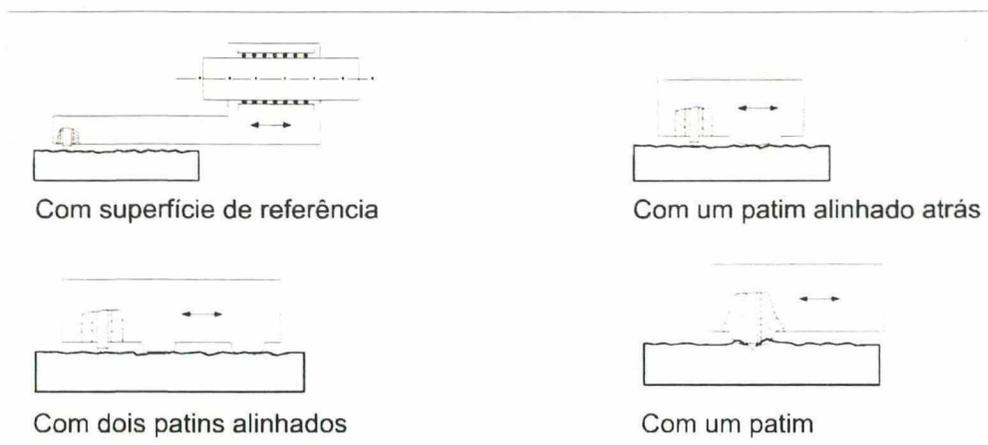 Com superfície de referência
Com um patim alinhado atrás
Com dois patins alinhados
Com um patim